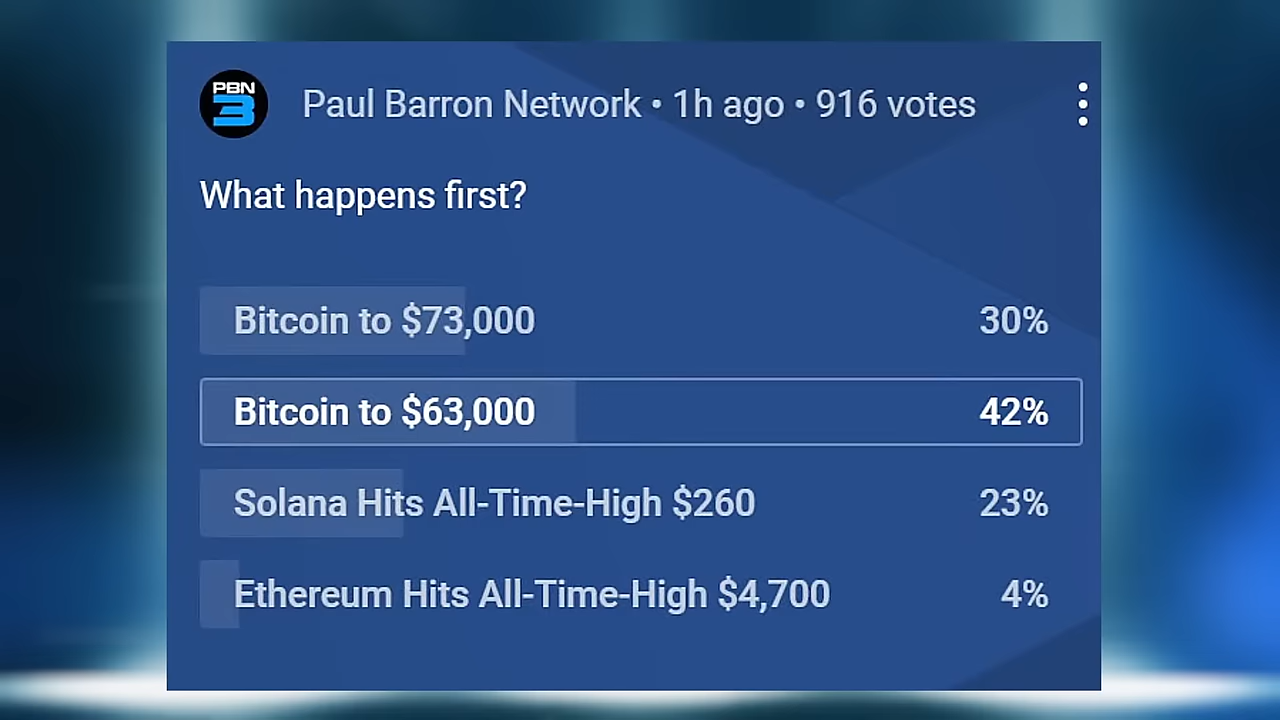 PBN
3
Paul Barron Network • 1h ago • 916 votes
What happens first?
Bitcoin to $73,000 30%
Bitcoin to $63,000 42%
Solana Hits All-Time-High $260 23%
Ethereum Hits All-Time-High $4,700 4%